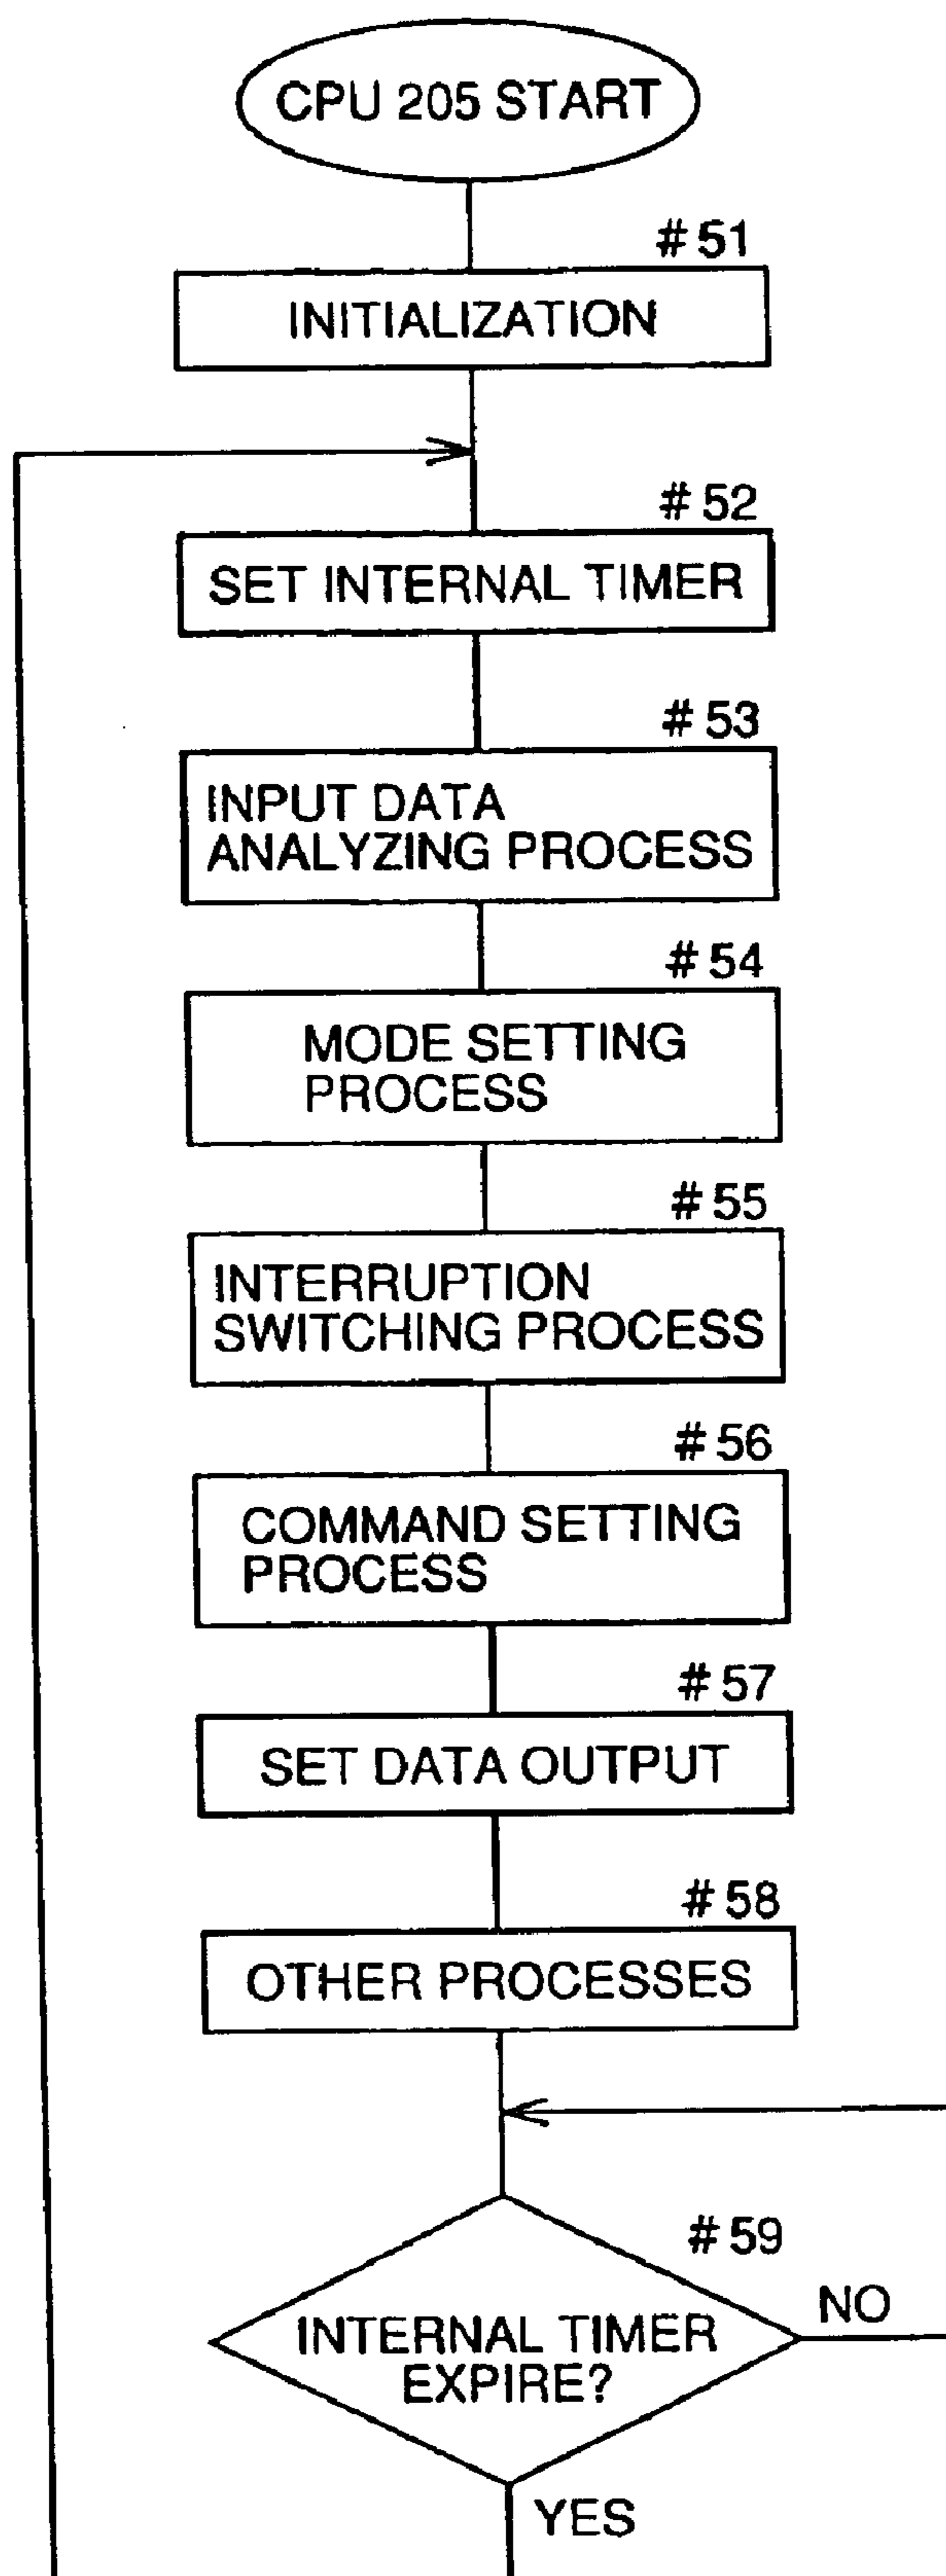 CPU 205 START
# 51
INITIALIZATION
# 52
SET INTERNAL TIMER
# 53
INPUT DATA
ANALYZING PROCESS
# 54
MODE SETTING
PROCESS
# 55
INTERRUPTION
SWITCHING PROCESS
# 56
COMMAND SETTING
PROCESS
# 57
SET DATA OUTPUT
# 58
OTHER PROCESSES
# 59
NO
INTERNAL TIMER
EXPIRE?
YES